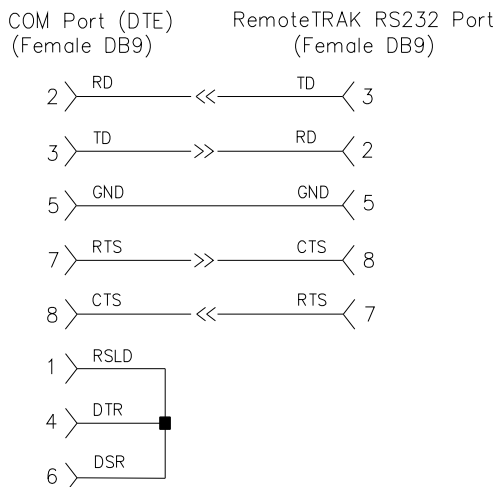 COM Port (DTE) RemoteTRAK RS232 Port
(Female DB9) (Female DB9)
2 RD TD 3
3 TD RD 2
5 GND GND 5
7 RTS CTS 8
8 CTS RTS 7
1 RSLD
4 DTR
6 DSR